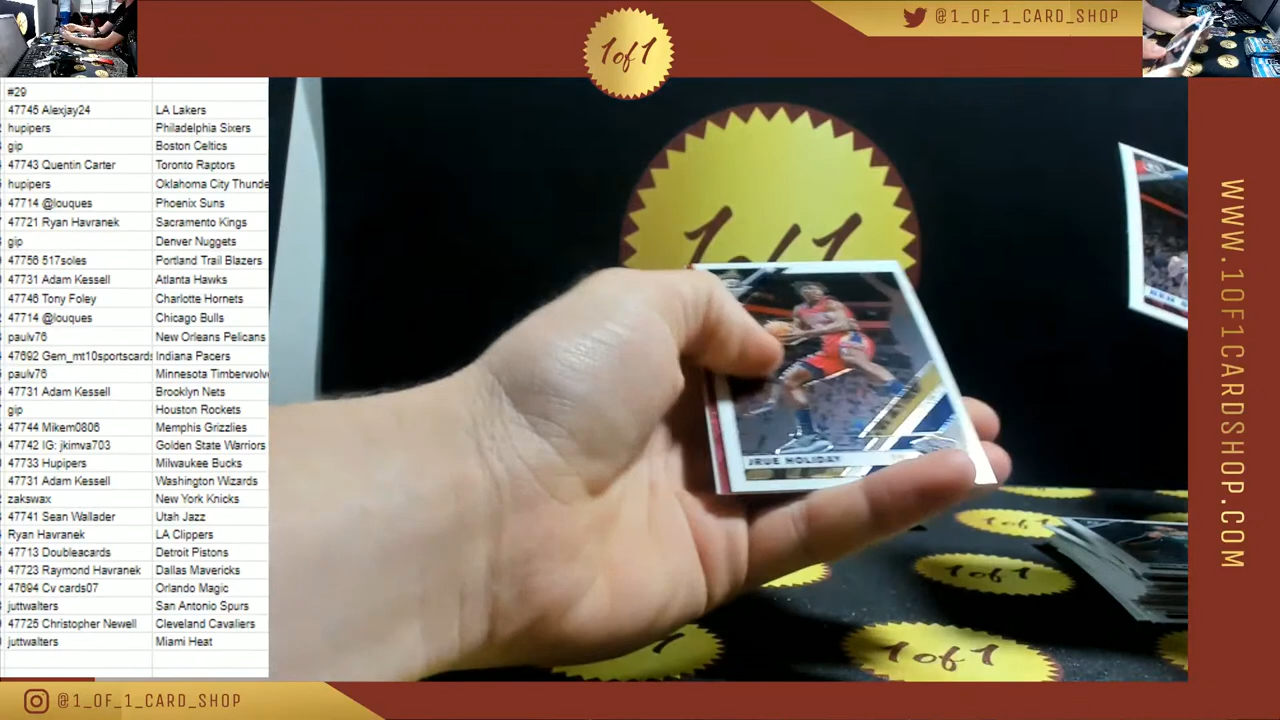 1 of 1
@1_OF_1_CARD_SHOP
#29
47745 Alexjay24 LA Lakers
hupipers Philadelphia Sixers
gip Boston Celtics
47743 Quentin Carter Toronto Raptors
hupipers Oklahoma City Thunde
47714 @louques Phoenix Suns
47721 Ryan Havranek Sacramento Kings
gip Denver Nuggets
47756 517soles Portland Trail Blazers
47731 Adam Kessell Atlanta Hawks
47746 Tony Foley Charlotte Hornets
47714 @louques Chicago Bulls
paulv76 New Orleans Pelicans
47692 Gem_mt10sportscards Indiana Pacers
paulv76 Minnesota Timberwolv
47731 Adam Kessell Brooklyn Nets
gip Houston Rockets
47744 Mikem0806 Memphis Grizzlies
47742 IG: jkimva703 Golden State Warriors
47733 Hupipers Milwaukee Bucks
47731 Adam Kessell Washington Wizards
zakswax New York Knicks
47741 Sean Wallader Utah Jazz
Ryan Havranek LA Clippers
47713 Doubleacards Detroit Pistons
47723 Raymond Havranek Dallas Mavericks
47694 Cv cards07 Orlando Magic
juttwalters San Antonio Spurs
47725 Christopher Newell Cleveland Cavaliers
juttwalters Miami Heat
1 of 1
JRUE HOLIDAY
BEN
1 of 1
1 of 1
1 of 1
WWW.1OF1CARDSHOP.COM
@1_OF_1_CARD_SHOP